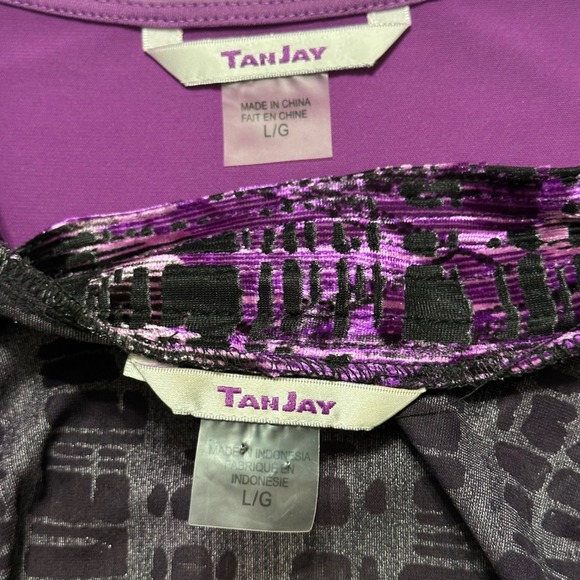 TANJAY
MADE IN CHINA
FAIT EN CHINE
L/G
TANJAY
MADE IN INDONESIA
FABRIQUE EN
INDONESIE
L/G